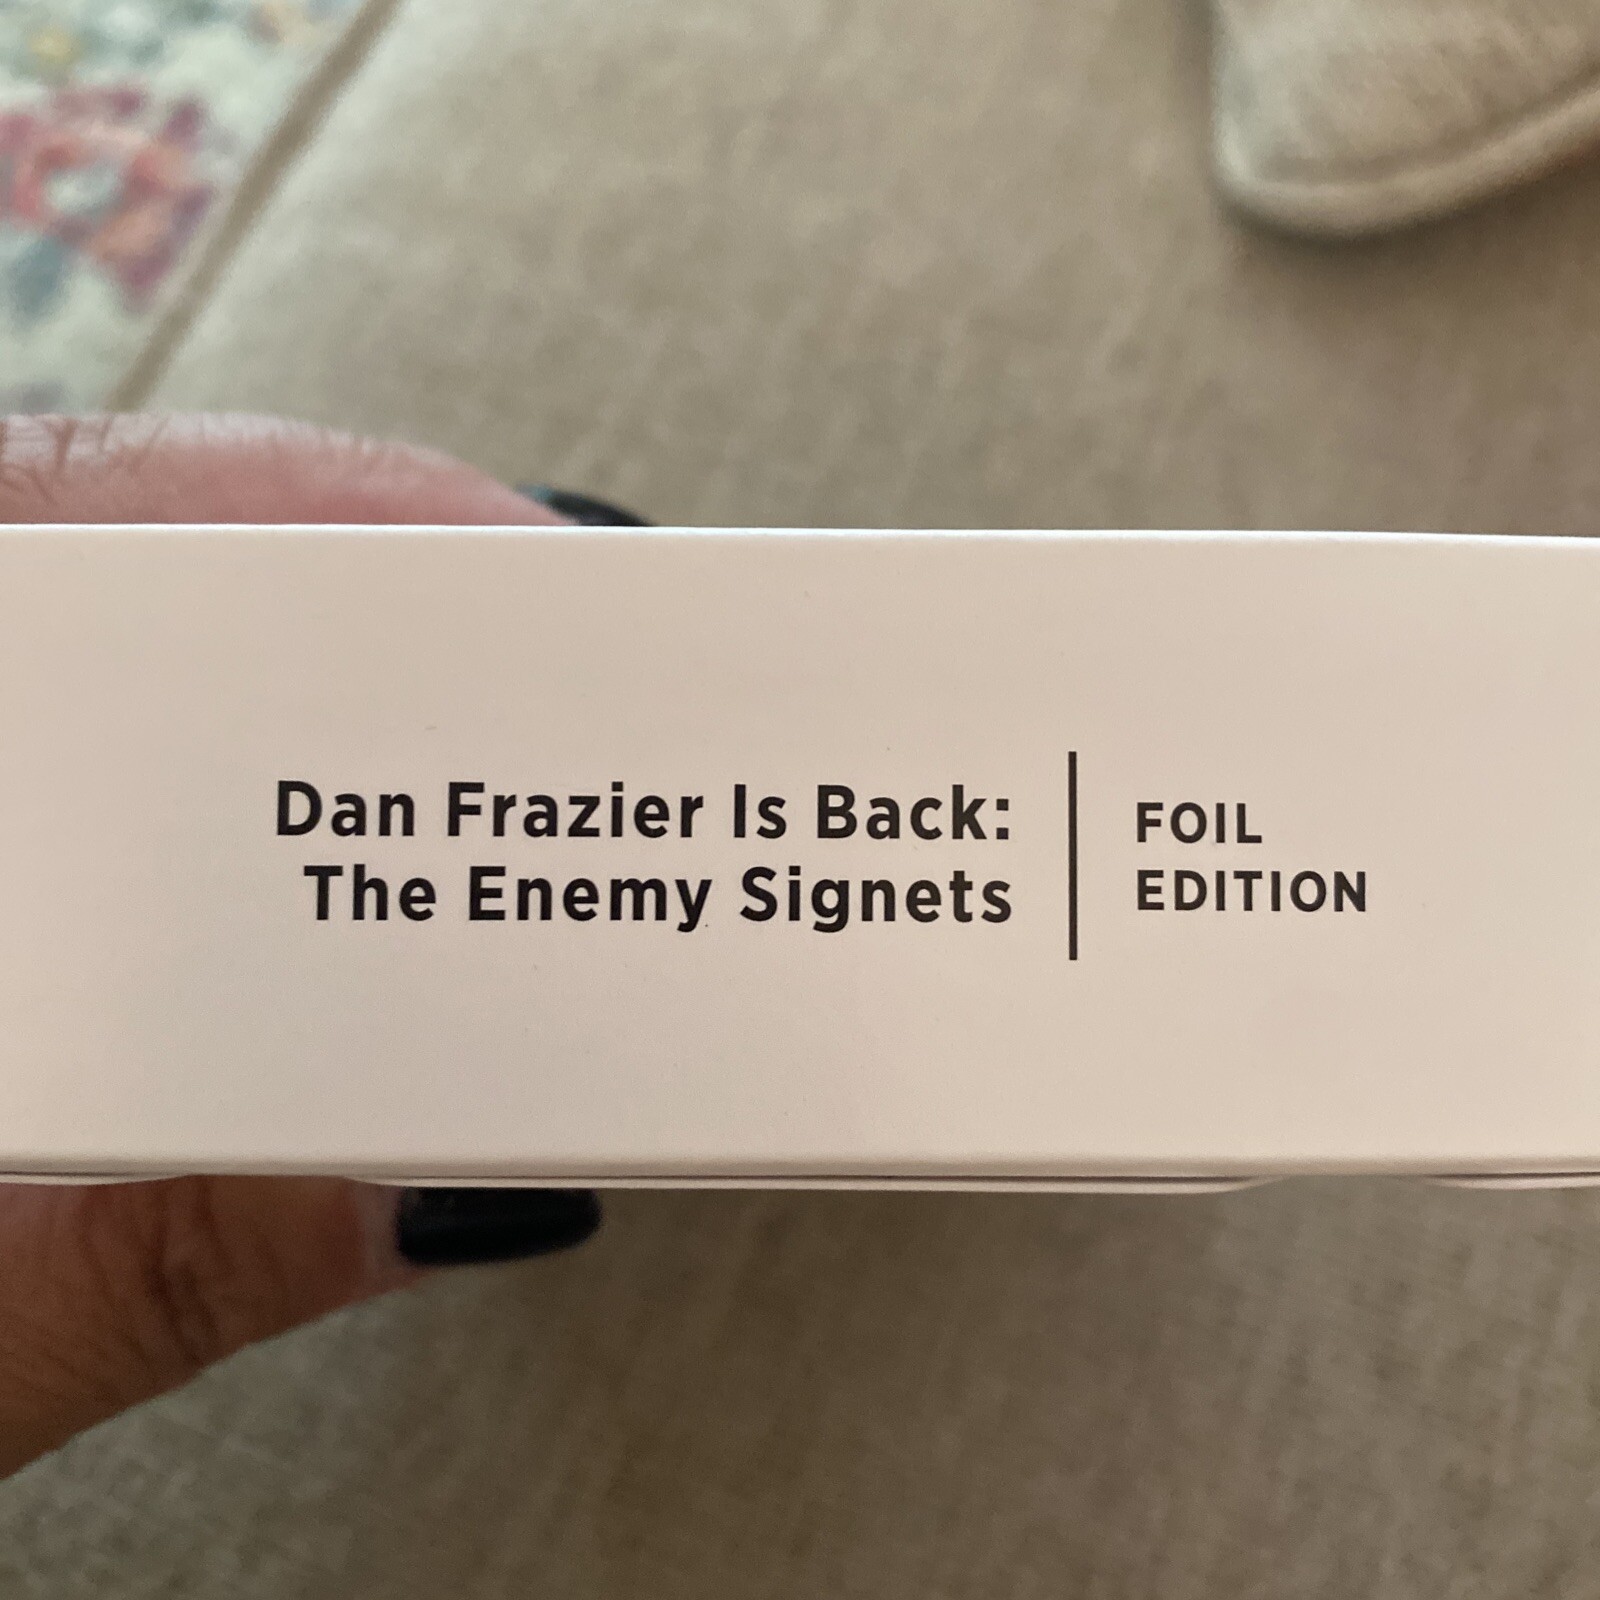 Dan Frazier Is Back:
The Enemy Signets
FOIL
EDITION